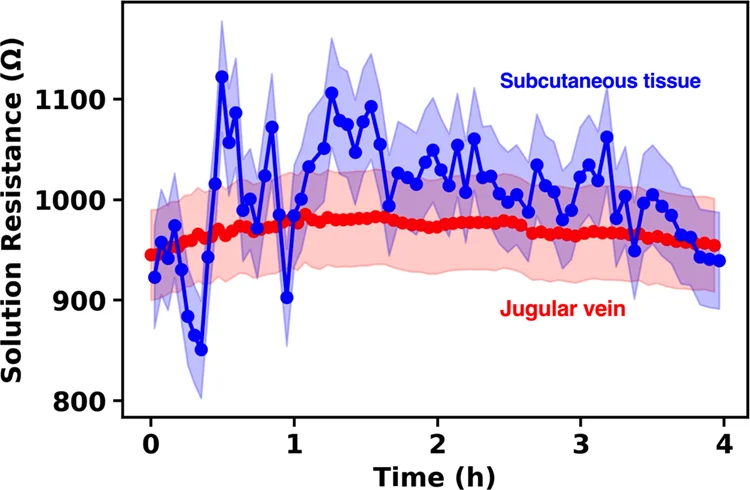 Solution Resistance (Ω)
1100
1000
900
800
Subcutaneous tissue
Jugular vein
0 1 2 3 4
Time (h)